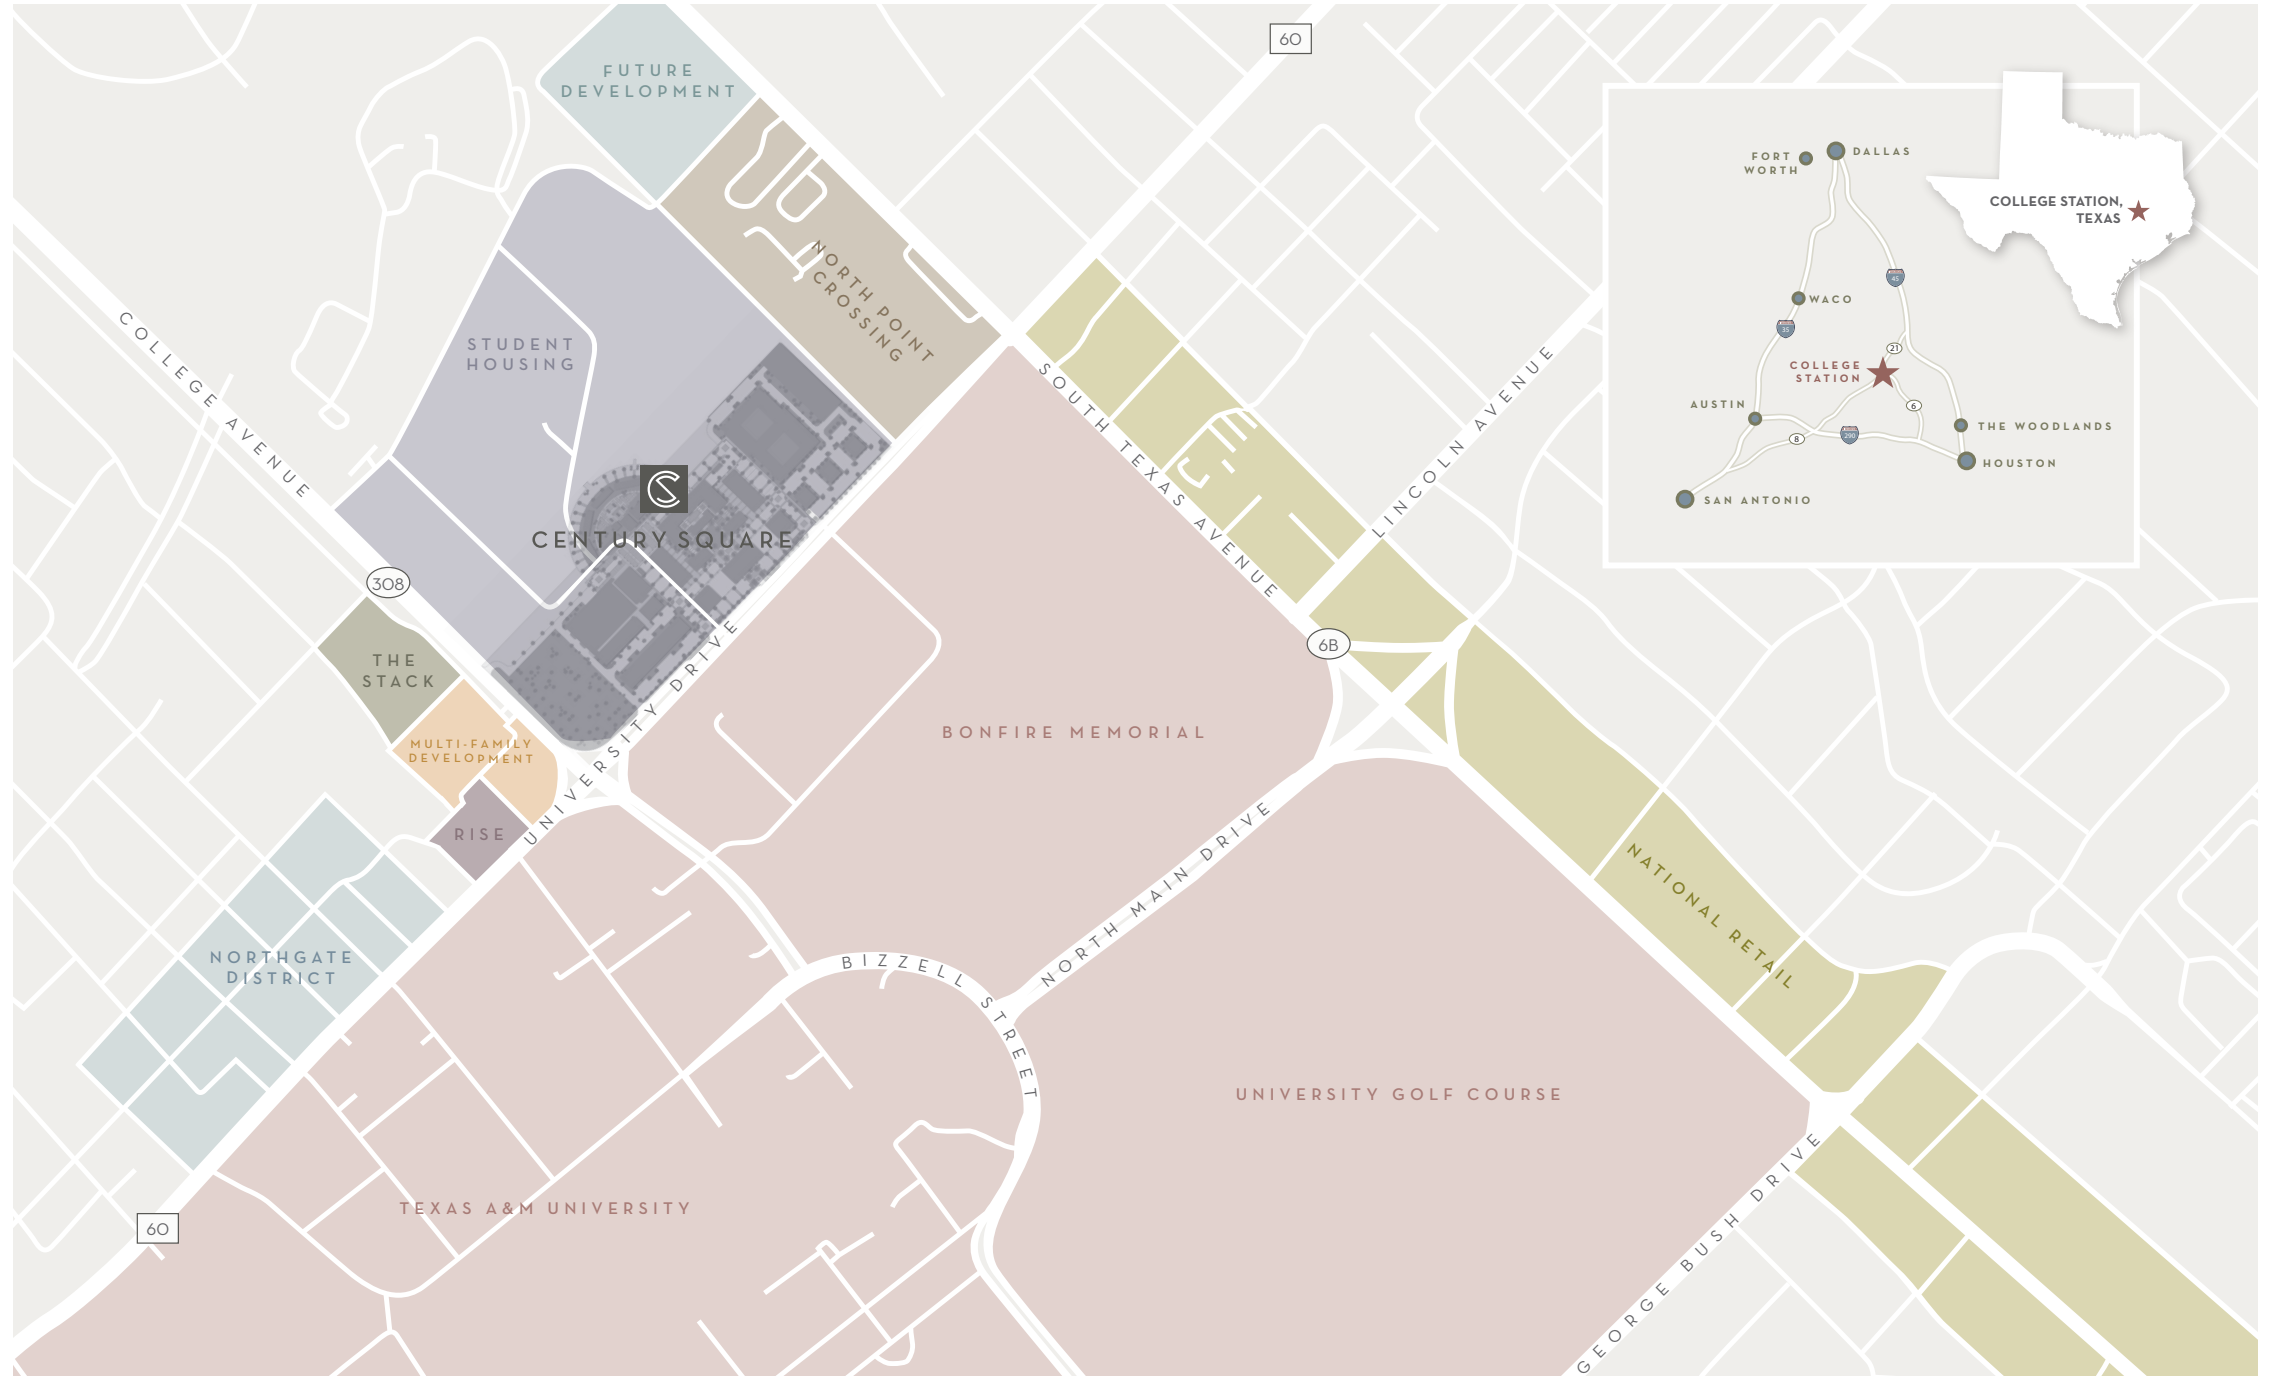 60
FUTURE
DEVELOPMENT
NORTH POINT
CROSSING
COLLEGE AVENUE
STUDENT
HOUSING
CENTURY SQUARE
308
THE
STACK
MULTI-FAMILY
DEVELOPMENT
RISE
UNIVERSITY DRIVE
NORTHGATE
DISTRICT
60
TEXAS A&M UNIVERSITY
BIZZELL STREET
BONFIRE MEMORIAL
NORTH MAIN DRIVE
SOUTH TEXAS AVENUE
LINCOLN AVENUE
6B
NATIONAL RETAIL
UNIVERSITY GOLF COURSE
GEORGE BUSH DRIVE
FORT
WORTH
DALLAS
COLLEGE STATION,
TEXAS
45
WACO
35
21
COLLEGE
STATION
6
AUSTIN
8
290
THE WOODLANDS
HOUSTON
SAN ANTONIO